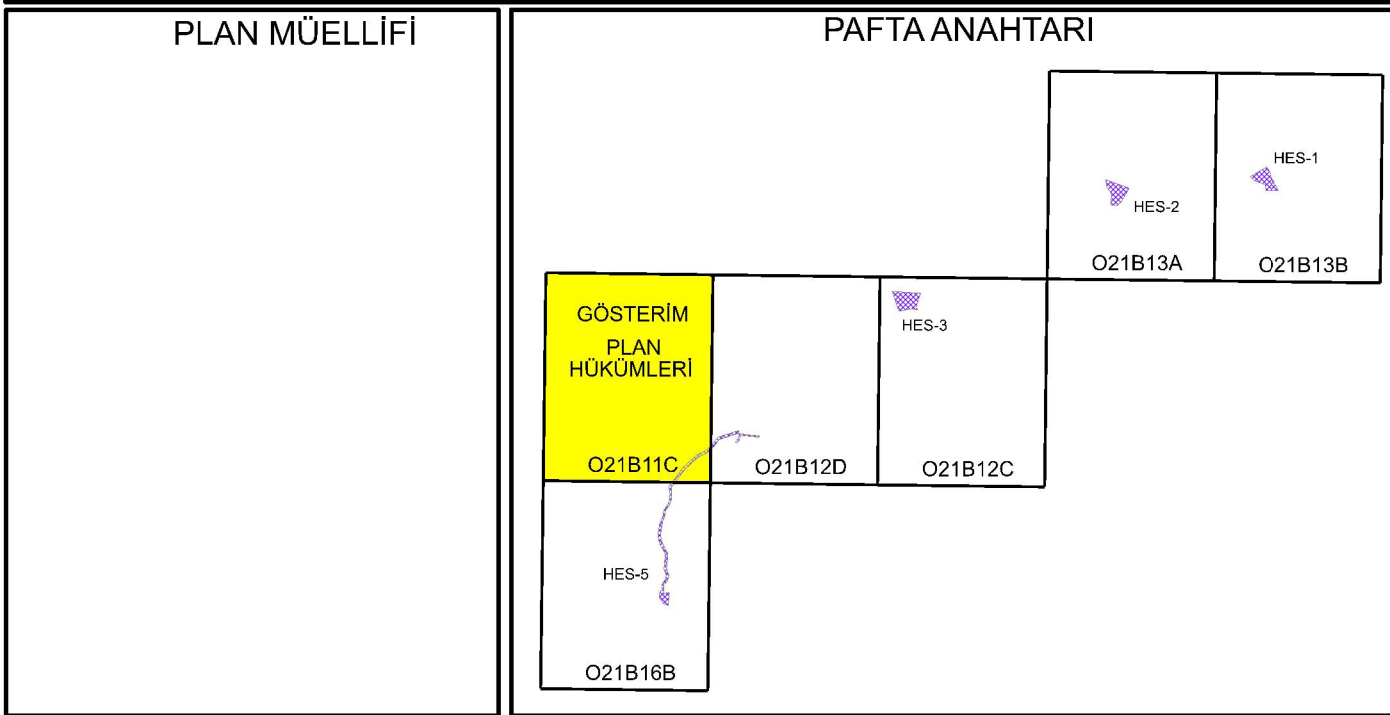 PLAN MÜELLİFİ
PAFTA ANAHTARI
HES-1
HES-2
O21B13A
O21B13B
GÖSTERİM
PLAN
HÜKÜMLERİ
HES-3
O21B11C
O21B12D
O21B12C
HES-5
O21B16B